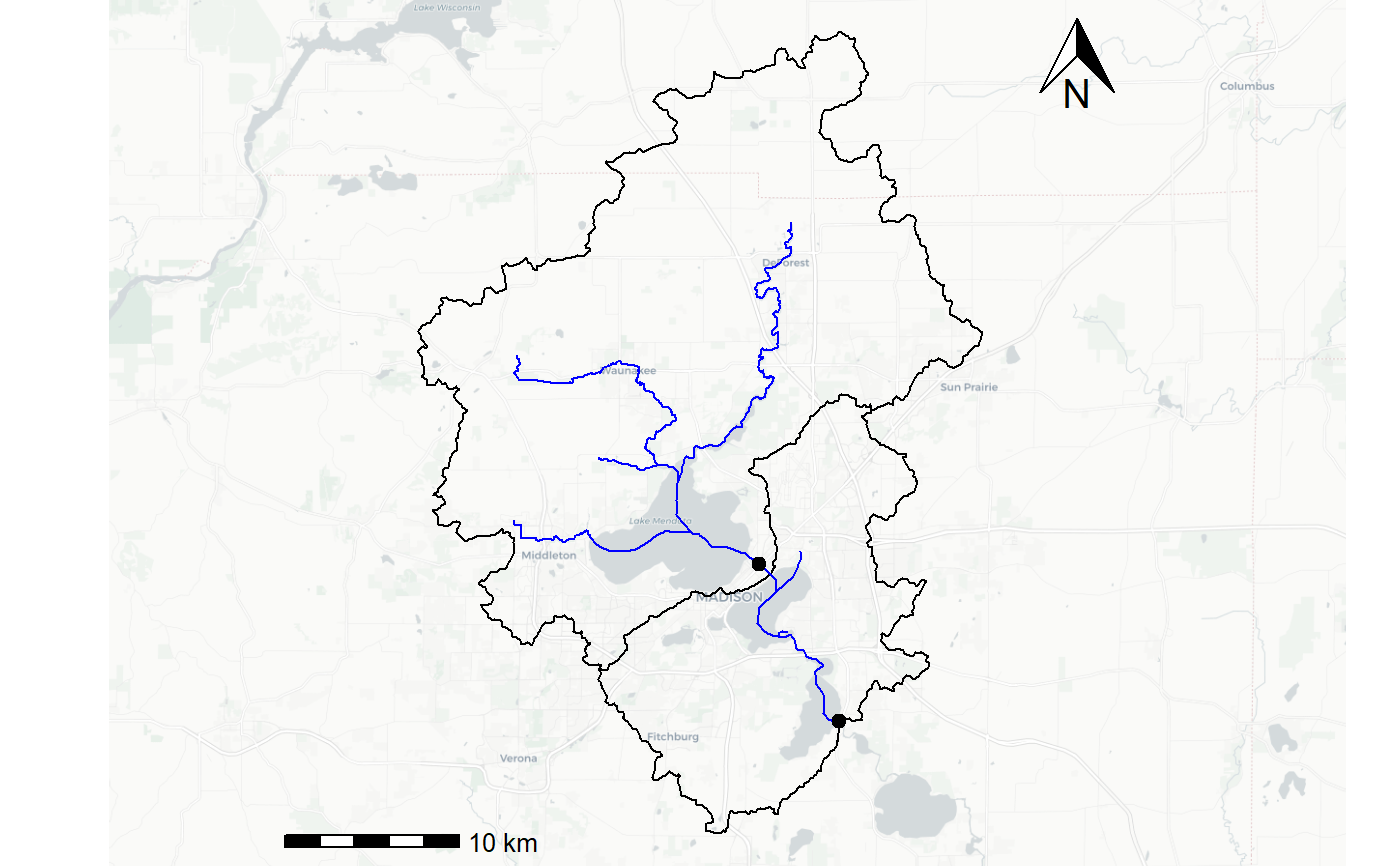 Lake Wisconsin
Columbus
N
DeForest
Waunakee
Sun Prairie
Lake Mendota
Middleton
MADISON
Fitchburg
Verona
10 km